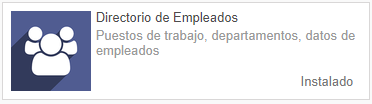 Directorio de Empleados
Puestos de trabajo, departamentos, datos de
empleados
Instalado